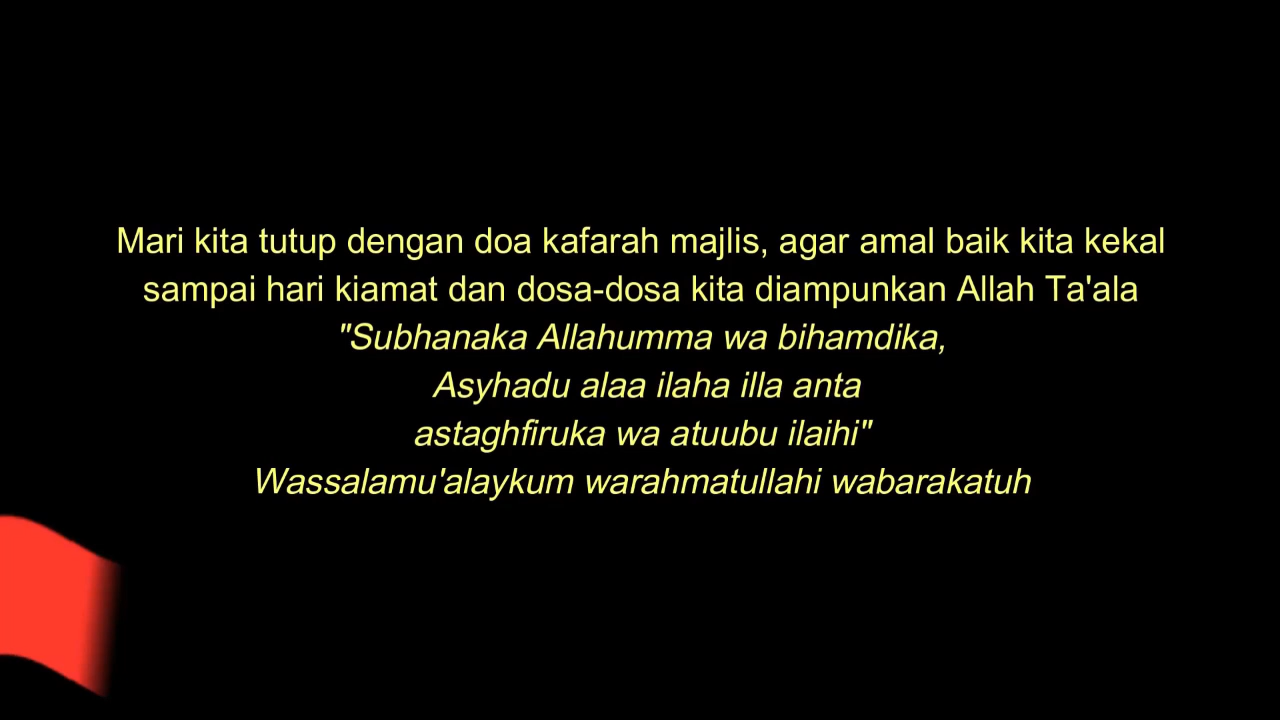 Mari kita tutup dengan doa kafarah majlis, agar amal baik kita kekal
sampai hari kiamat dan dosa-dosa kita diampunkan Allah Ta'ala
"Subhanaka Allahumma wa bihamdika,
Asyhadu alaa ilaha illa anta
astaghfiruka wa atuubu ilaihi"
Wassalamu'alaykum warahmatullahi wabarakatuh